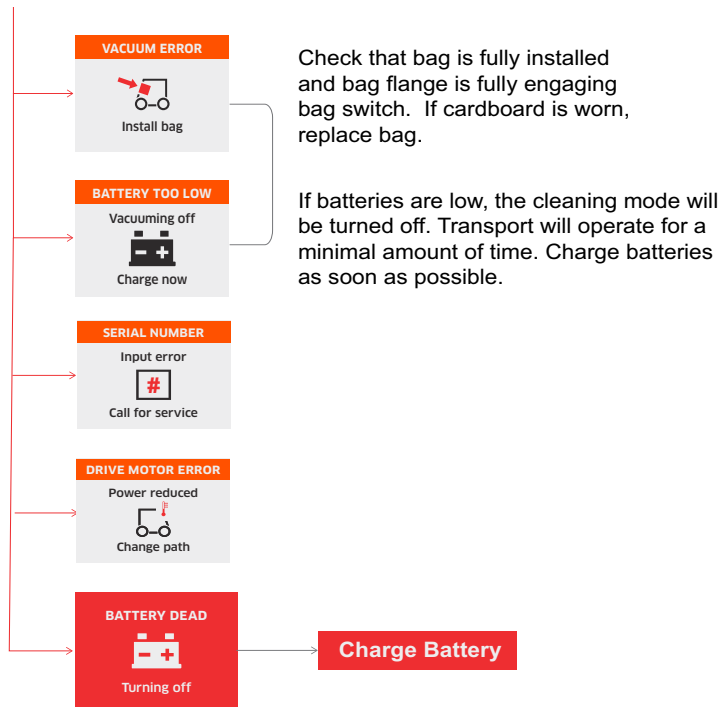 VACUUM ERROR
Install bag
Check that bag is fully installed
and bag flange is fully engaging
bag switch.  If cardboard is worn,
replace bag.
BATTERY TOO LOW
Vacuuming off
- +
Charge now
If batteries are low, the cleaning mode will
be turned off. Transport will operate for a
minimal amount of time. Charge batteries
as soon as possible.
SERIAL NUMBER
Input error
#
Call for service
DRIVE MOTOR ERROR
Power reduced
Change path
BATTERY DEAD
- +
Turning off
Charge Battery